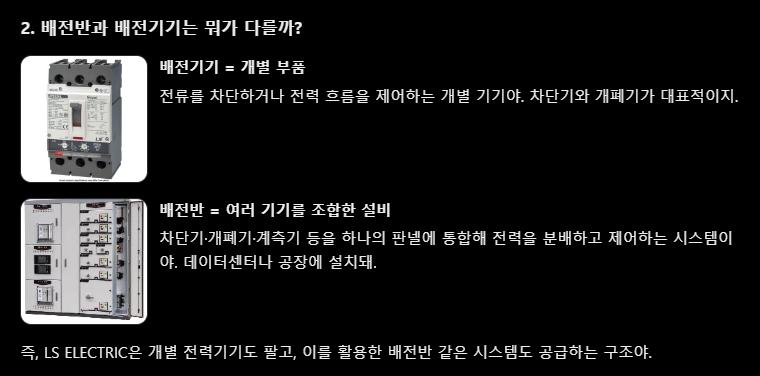 2. 배전반과 배전기기는 뭐가 다를까?
배전기기 = 개별 부품
전류를 차단하거나 전력 흐름을 제어하는 개별 기기야. 차단기와 개폐기가 대표적이지.
배전반 = 여러 기기를 조합한 설비
차단기·개폐기·계측기 등을 하나의 판넬에 통합해 전력을 분배하고 제어하는 시스템이
야. 데이터센터나 공장에 설치돼.
즉, LS ELECTRIC은 개별 전력기기도 팔고, 이를 활용한 배전반 같은 시스템도 공급하는 구조야.